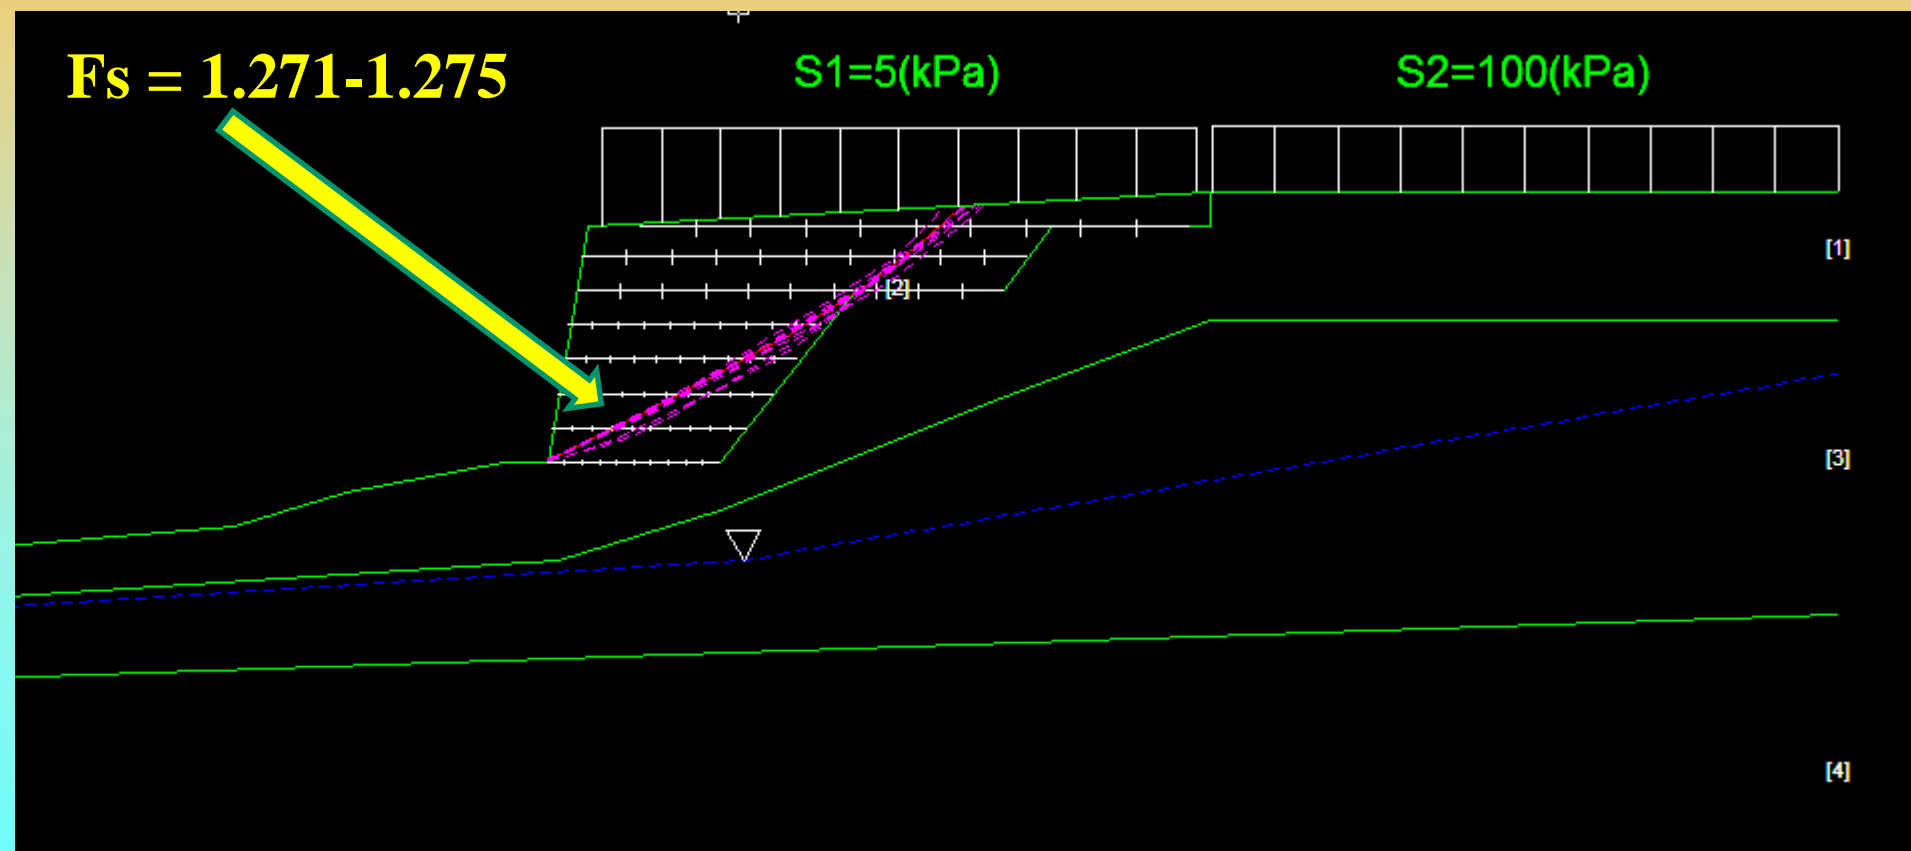 Fs = 1.271-1.275
S1=5(kPa)
S2=100(kPa)
[1]
[2]
[3]
[4]